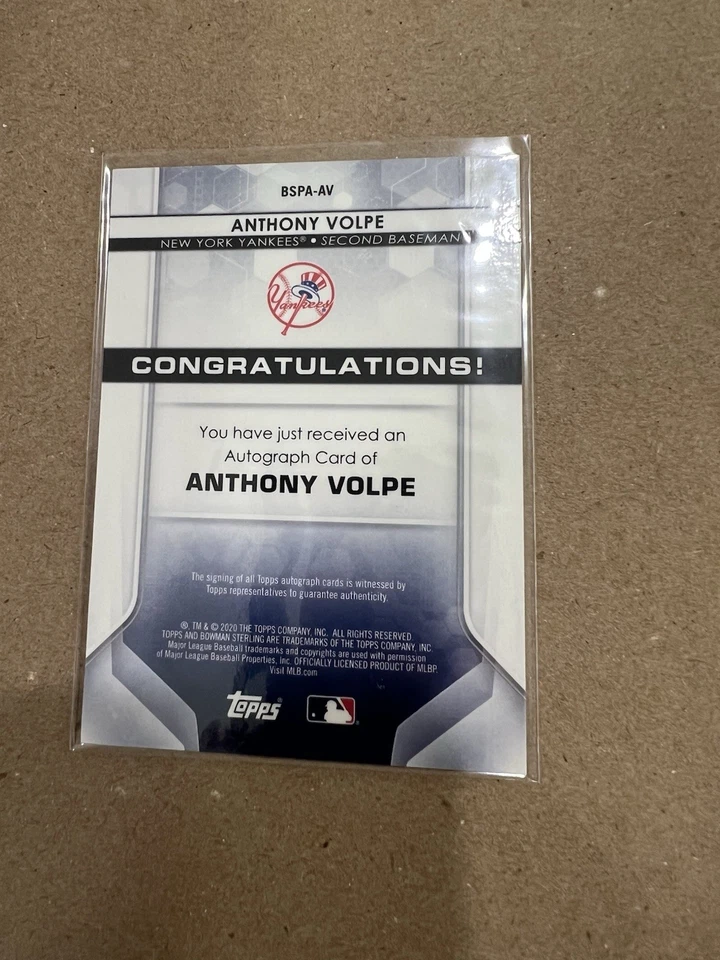 BSPA-AV
ANTHONY VOLPE
NEW YORK YANKEES® • SECOND BASEMAN
Yankees
CONGRATULATIONS!
You have just received an
Autograph Card of
ANTHONY VOLPE
The signing of all Topps autograph cards is witnessed by
Topps representatives to guarantee authenticity.
®, TM & © 2020 THE TOPPS COMPANY, INC. ALL RIGHTS RESERVED.
TOPPS AND BOWMAN STERLING ARE TRADEMARKS OF THE TOPPS COMPANY, INC.
Major League Baseball trademarks and copyrights are used with permission
of Major League Baseball Properties, Inc. OFFICIALLY LICENSED PRODUCT OF MLBP.
Visit MLB.com
Topps